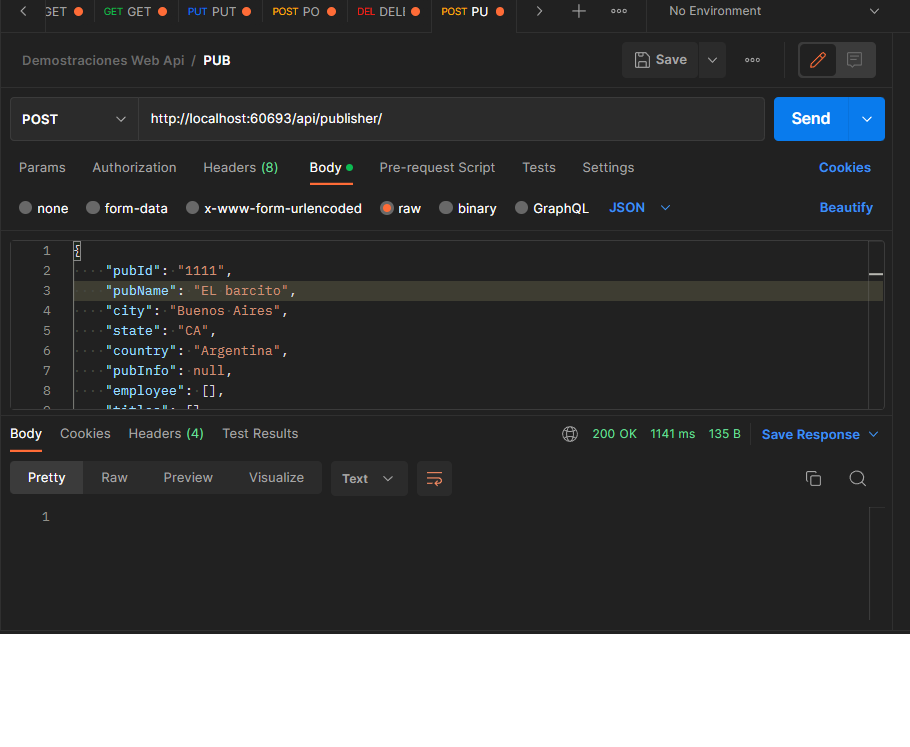 GET GET GET PUT PUT POST PO DEL DELI POST PU No Environment
Demostraciones Web Api / PUB Save
POST http://localhost:60693/api/publisher/ Send
Params Authorization Headers (8) Body Pre-request Script Tests Settings Cookies
none form-data x-www-form-urlencoded raw binary GraphQL JSON Beautify
1 {
2 "pubId": "1111",
3 "pubName": "EL barcito",
4 "city": "Buenos Aires",
5 "state": "CA",
6 "country": "Argentina",
7 "pubInfo": null,
8 "employee": [],
Body Cookies Headers (4) Test Results 200 OK 1141 ms 135 B Save Response
Pretty Raw Preview Visualize Text
1